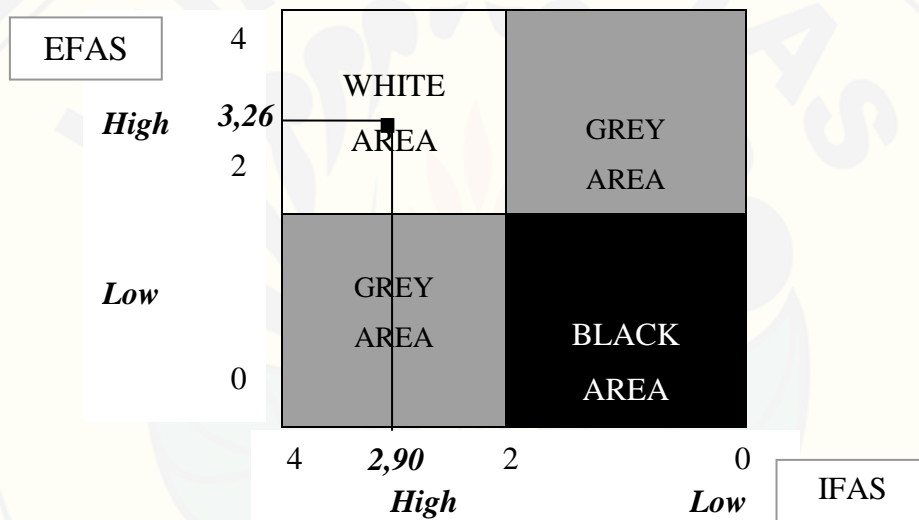 EFAS
4
High 3,26
2
Low
0
WHITE
AREA
GREY
AREA
GREY
AREA
BLACK
AREA
4 2,90 2 0
High Low
IFAS